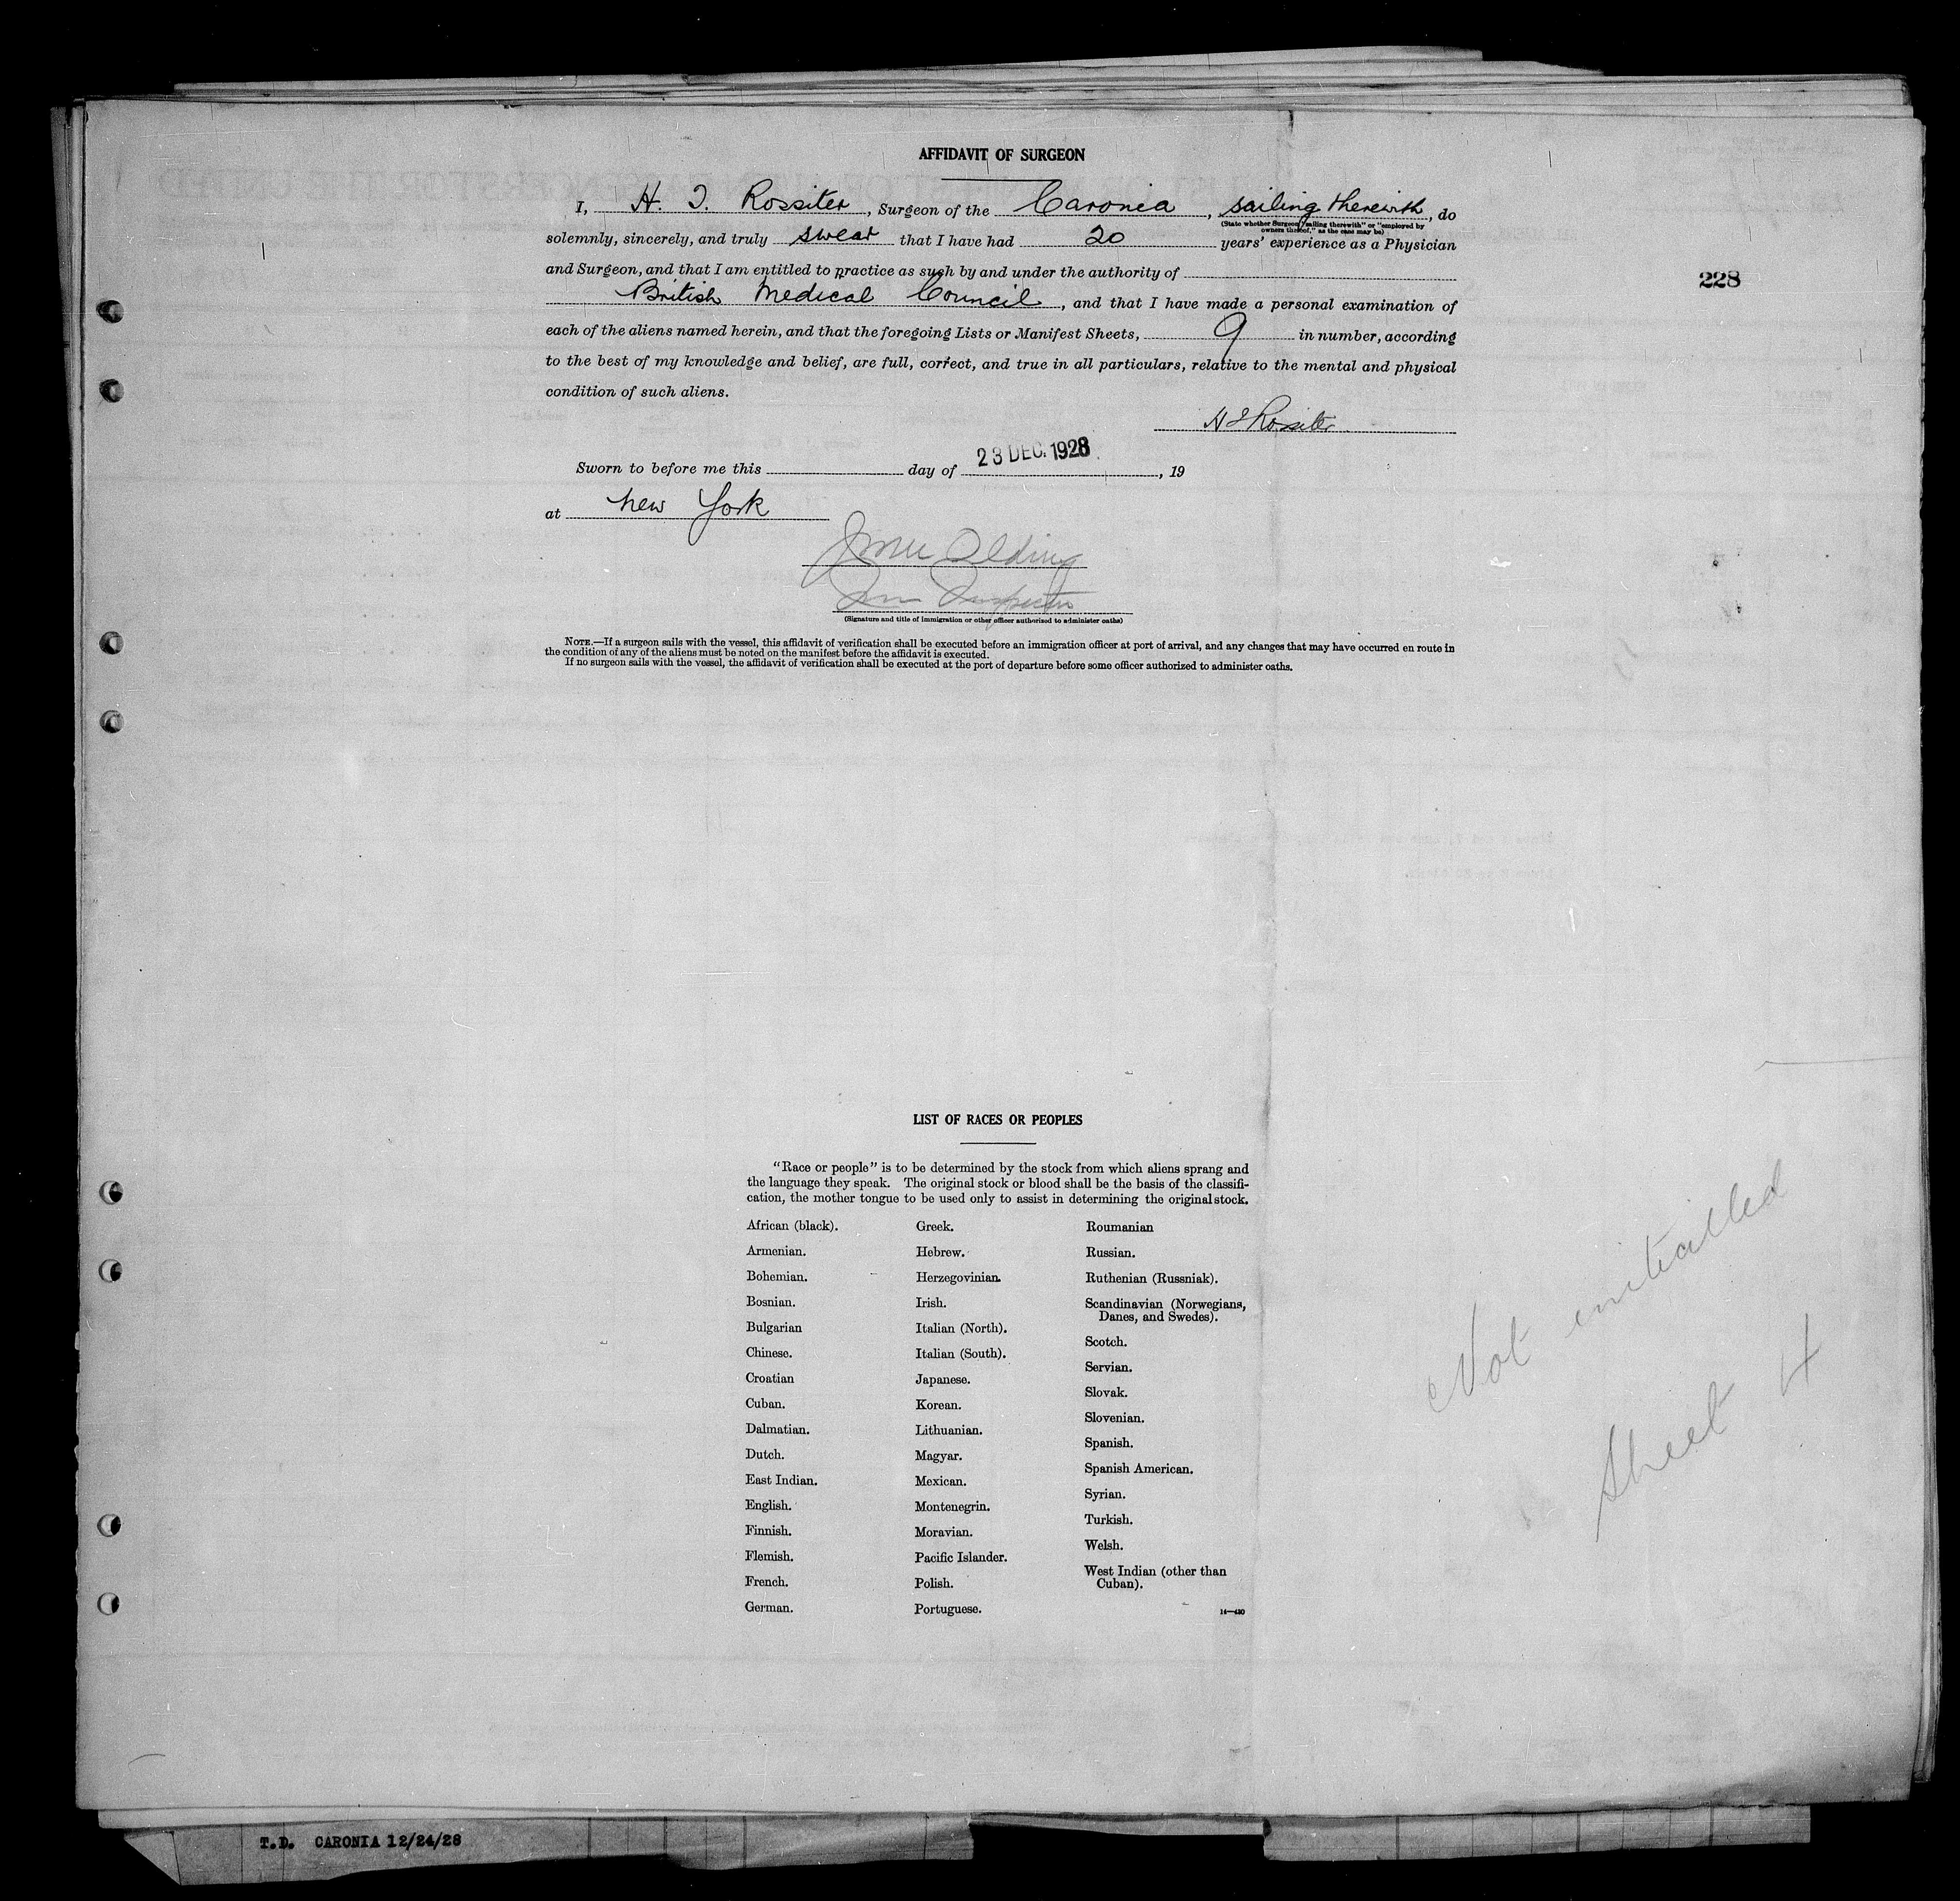 AFFIDAVIT OF SURGEON
I, H. J. Rossiter, Surgeon of the Caronia, sailing therewith, do
(State whether Surgeon "sailing therewith" or "employed by
owners thereof," as the case may be)
solemnly, sincerely, and truly swear that I have had 20 years' experience as a Physician
and Surgeon, and that I am entitled to practice as such by and under the authority of
British Medical Council, and that I have made a personal examination of
each of the aliens named herein, and that the foregoing Lists or Manifest Sheets, 9 in number, according
to the best of my knowledge and belief, are full, correct, and true in all particulars, relative to the mental and physical
condition of such aliens.
H J Rossiter
Sworn to before me this day of 23 DEC. 1928, 19
at New York
Inspector
(Signature and title of immigration or other officer authorized to administer oaths)
NOTE.—If a surgeon sails with the vessel, this affidavit of verification shall be executed before an immigration officer at port of arrival, and any changes that may have occurred en route in
the condition of any of the aliens must be noted on the manifest before the affidavit is executed.
If no surgeon sails with the vessel, the affidavit of verification shall be executed at the port of departure before some officer authorized to administer oaths.
228
LIST OF RACES OR PEOPLES
"Race or people" is to be determined by the stock from which aliens sprang and
the language they speak. The original stock or blood shall be the basis of the classifi-
cation, the mother tongue to be used only to assist in determining the original stock.
African (black).
Armenian.
Bohemian.
Bosnian.
Bulgarian
Chinese.
Croatian
Cuban.
Dalmatian.
Dutch.
East Indian.
English.
Finnish.
Flemish.
French.
German.
Greek.
Hebrew.
Herzegovinian.
Irish.
Italian (North).
Italian (South).
Japanese.
Korean.
Lithuanian.
Magyar.
Mexican.
Montenegrin.
Moravian.
Pacific Islander.
Polish.
Portuguese.
Roumanian
Russian.
Ruthenian (Russniak).
Scandinavian (Norwegians,
Danes, and Swedes).
Scotch.
Servian.
Slovak.
Slovenian.
Spanish.
Spanish American.
Syrian.
Turkish.
Welsh.
West Indian (other than
Cuban).
14—430
Not initialled
Sheet 4
T.D. CARONIA 12/24/28